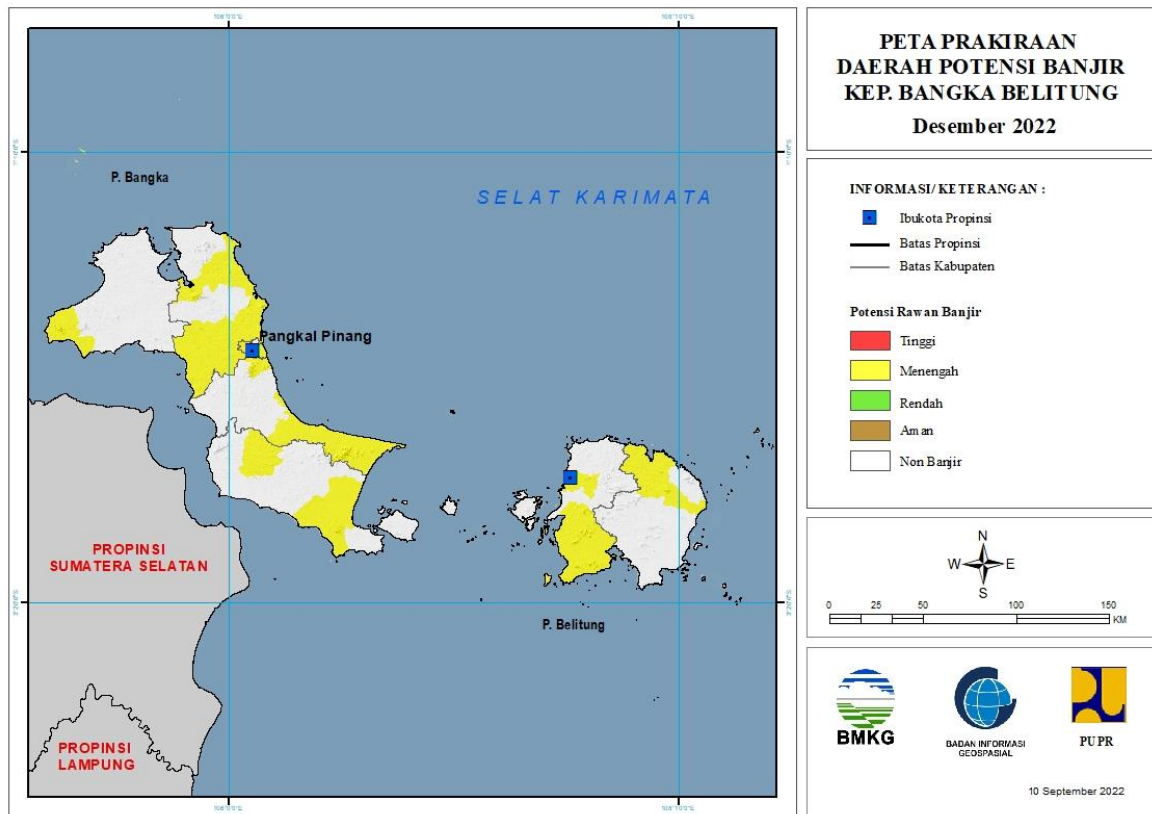 PETA PRAKIRAAN
DAERAH POTENSI BANJIR
KEP. BANGKA BELITUNG
Desember 2022
P. Bangka
SELAT KARIMATA
Pangkal Pinang
PROPINSI
SUMATERA SELATAN
P. Belitung
PROPINSI
LAMPUNG
INFORMASI/ KETERANGAN :
Ibukota Propinsi
Batas Propinsi
Batas Kabupaten
Potensi Rawan Banjir
Tinggi
Menengah
Rendah
Aman
Non Banjir
N
W E
S
0 25 50 100 150
KM
BMKG
BADAN INFORMASI
GEOSPASIAL
PUPR
10 September 2022